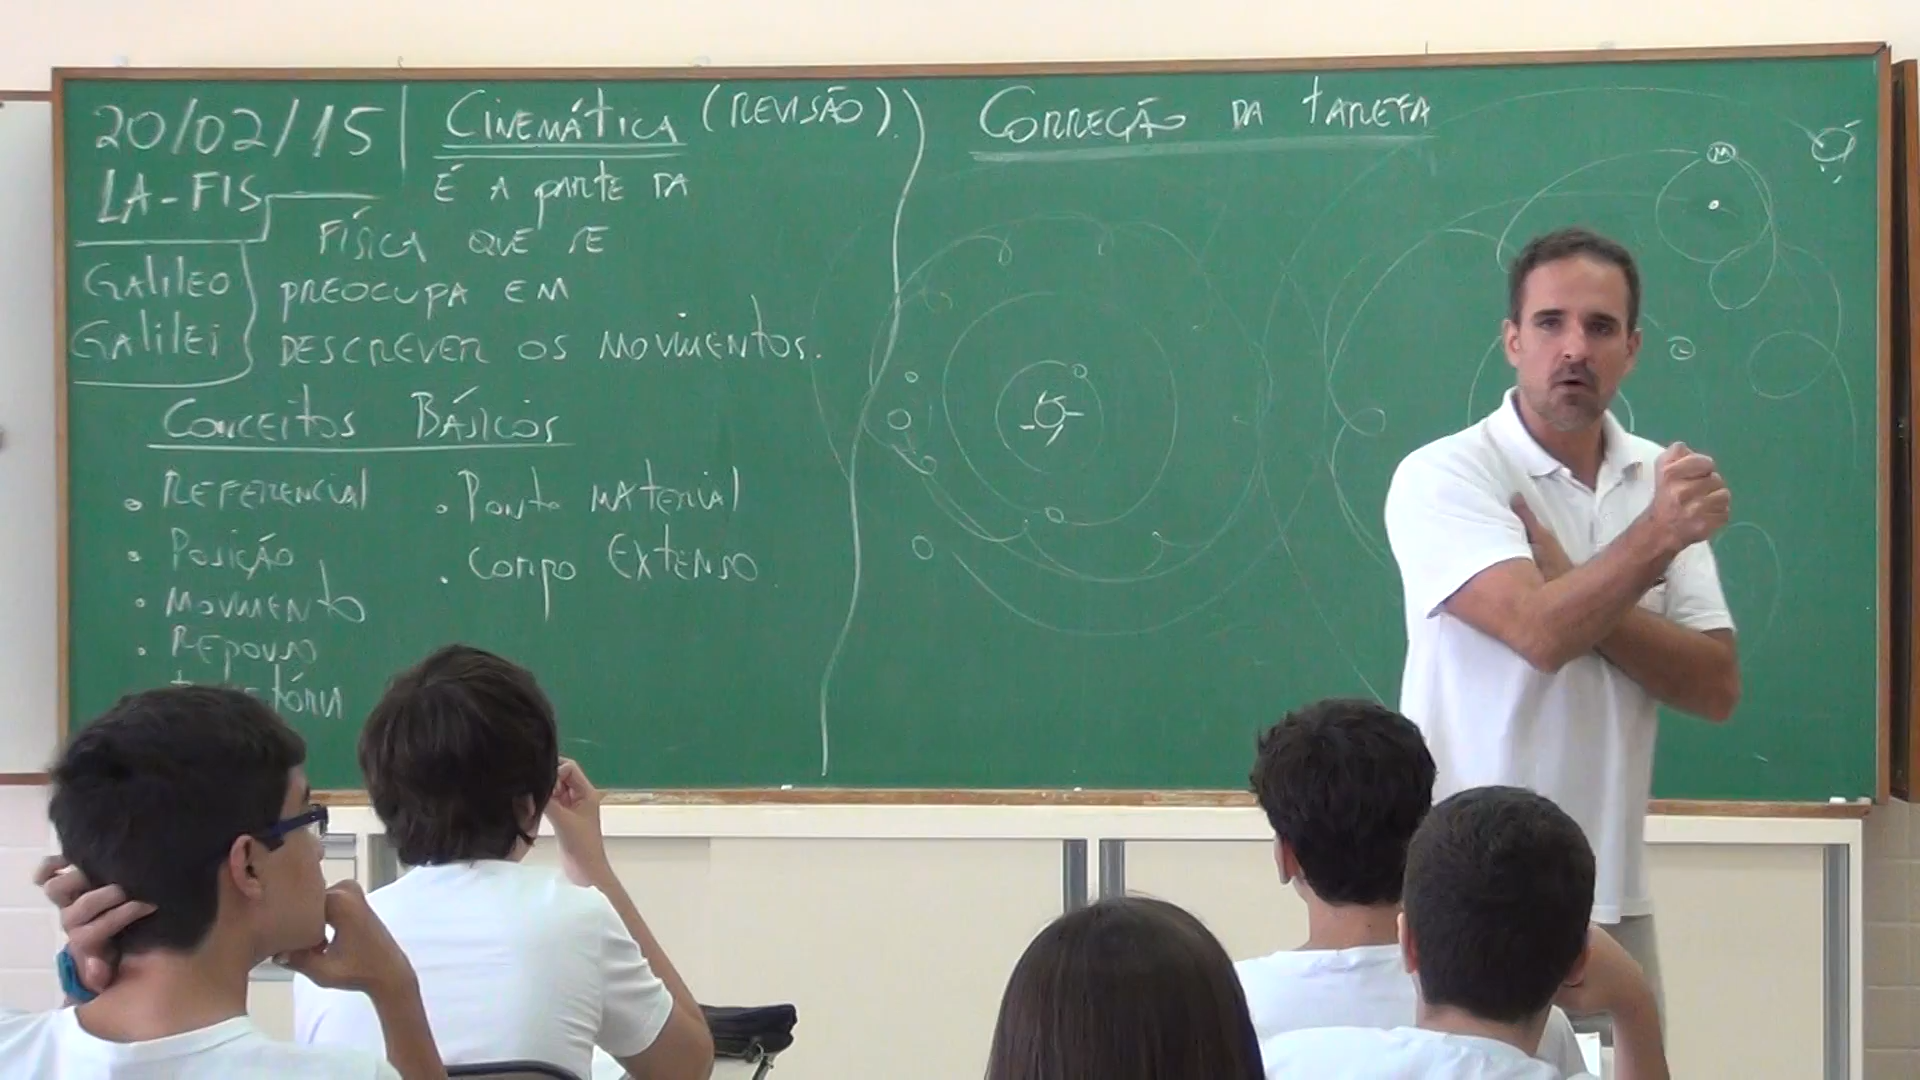 20/02/15
LA-FIS
GALILEO
GALILEI
CINEMÁTICA (REVISÃO).
É A PARTE DA
FÍSICA QUE SE
PREOCUPA EM
DESCREVER OS MOVIMENTOS.
CONCEITOS BÁSICOS
• REFERENCIAL
• POSIÇÃO
• MOVIMENTO
• REPOUSO
• PONTO MATERIAL
• CORPO EXTENSO.
CORREÇÃO DA TAREFA
M